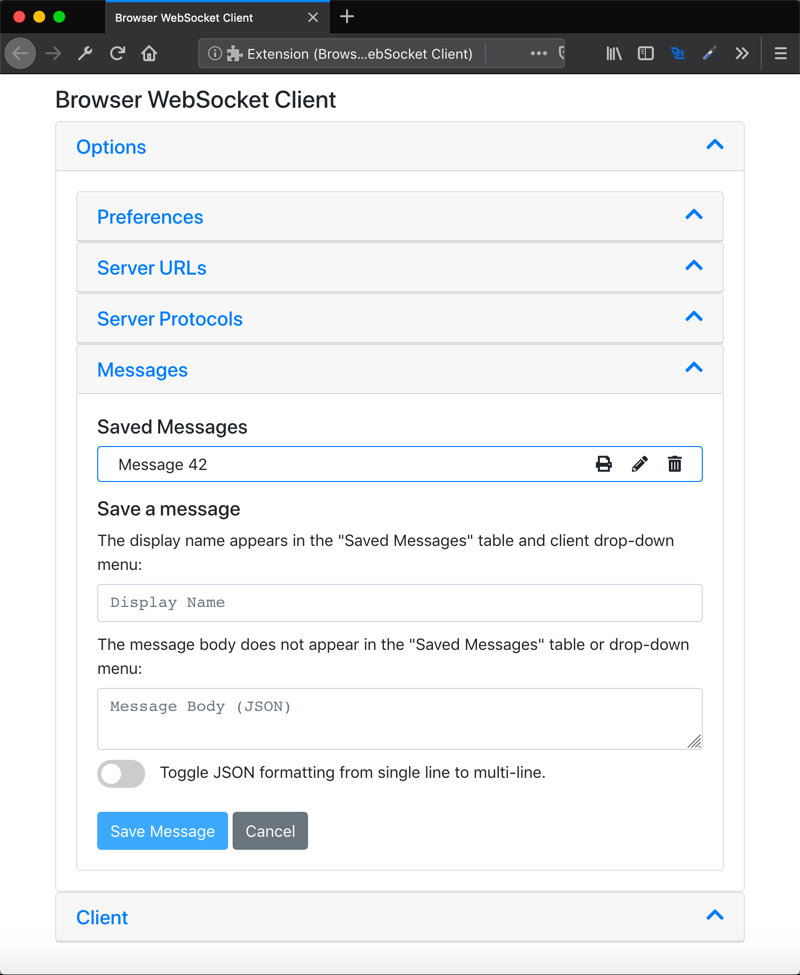 Browser WebSocket Client
Extension (Brows...ebSocket Client)
Browser WebSocket Client
Options
Preferences
Server URLs
Server Protocols
Messages
Saved Messages
Message 42
Save a message
The display name appears in the "Saved Messages" table and client drop-down
menu:
Display Name
The message body does not appear in the "Saved Messages" table or drop-down
menu:
Message Body (JSON)
Toggle JSON formatting from single line to multi-line.
Save Message Cancel
Client